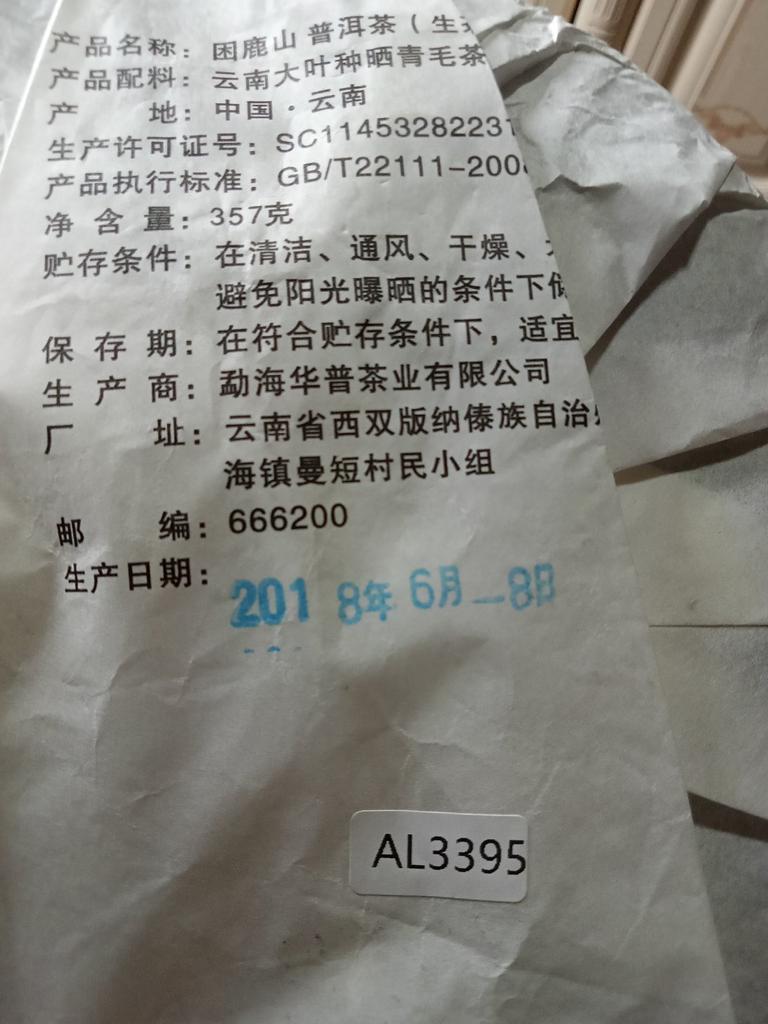 产品名称：困鹿山 普洱茶（生
产品配料：云南大叶种晒青毛茶
产 地：中国·云南
生产许可证号：SC11453282231
产品执行标准：GB/T22111-200
净含量：357克
贮存条件：在清洁、通风、干燥、
避免阳光曝晒的条件下
保存期：在符合贮存条件下，适宜
生产商：勐海华普茶业有限公司
厂 址：云南省西双版纳傣族自治
海镇曼短村民小组
邮 编：666200
生产日期：
2018年 6月 -8日
AL3395